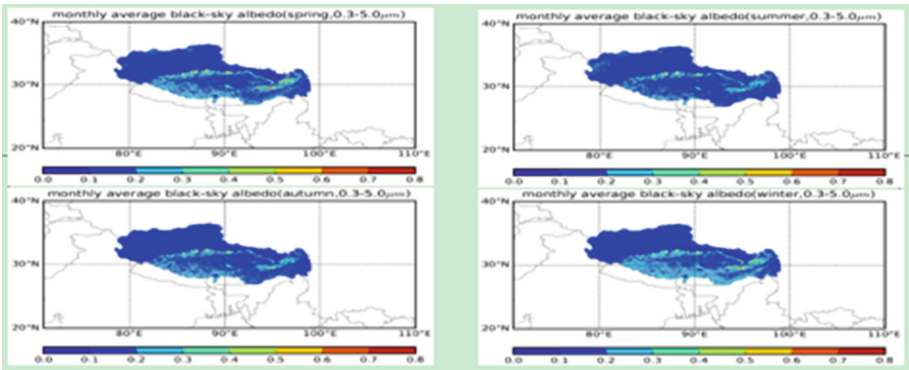 monthly average black-sky albedo(spring,0.3-5.0μm)
40°N
30°N
20°N
80°E 90°E 100°E 110°E
0.0 0.1 0.2 0.3 0.4 0.5 0.6 0.7 0.8
monthly average black-sky albedo(summer,0.3-5.0μm)
40°N
30°N
20°N
80°E 90°E 100°E 110°E
0.0 0.1 0.2 0.3 0.4 0.5 0.6 0.7 0.8
monthly average black-sky albedo(autumn,0.3-5.0μm)
40°N
30°N
20°N
80°E 90°E 100°E 110°E
0.0 0.1 0.2 0.3 0.4 0.5 0.6 0.7 0.8
monthly average black-sky albedo(winter,0.3-5.0μm)
40°N
30°N
20°N
80°E 90°E 100°E 110°E
0.0 0.1 0.2 0.3 0.4 0.5 0.6 0.7 0.8